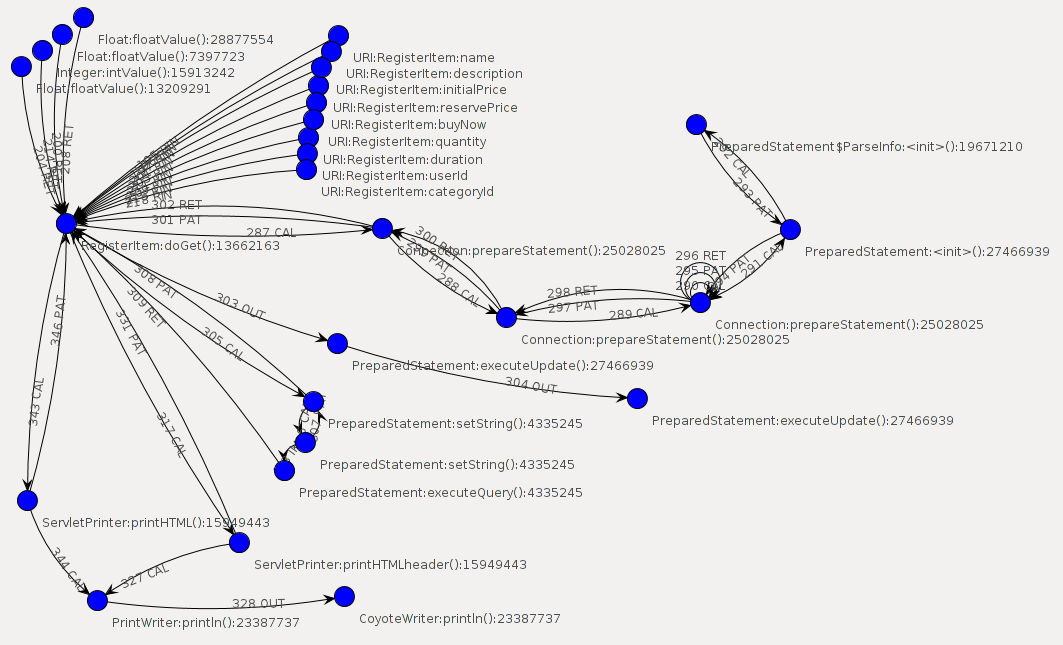 Float:floatValue():28877554
Float:floatValue():7397723
Integer:intValue():15913242
Float:floatValue():13209291
URI:RegisterItem:name
URI:RegisterItem:description
URI:RegisterItem:initialPrice
URI:RegisterItem:reservePrice
URI:RegisterItem:buyNow
URI:RegisterItem:quantity
URI:RegisterItem:duration
URI:RegisterItem:userId
URI:RegisterItem:categoryId
208 RET
302 RET
301 PAT
287 CAL
RegisterItem:doGet():13662163
Connection:prepareStatement():25028025
300 PAT
288 CAL
PreparedStatement$ParseInfo:<init>():19671210
292 CAL
293 PAT
PreparedStatement:<init>():27466939
294 PAT
291 CAL
296 RET
295 PAT
290 CAL
298 RET
297 PAT
289 CAL
Connection:prepareStatement():25028025
Connection:prepareStatement():25028025
308 PAT
309 RET
303 OUT
305 CAL
331 PAT
346 PAT
PreparedStatement:executeUpdate():27466939
304 OUT
PreparedStatement:executeUpdate():27466939
343 CAL
317 CAL
PreparedStatement:setString():4335245
PreparedStatement:setString():4335245
PreparedStatement:executeQuery():4335245
ServletPrinter:printHTML():15949443
ServletPrinter:printHTMLheader():15949443
344 CAL
327 CAL
328 OUT
PrintWriter:println():23387737
CoyoteWriter:println():23387737